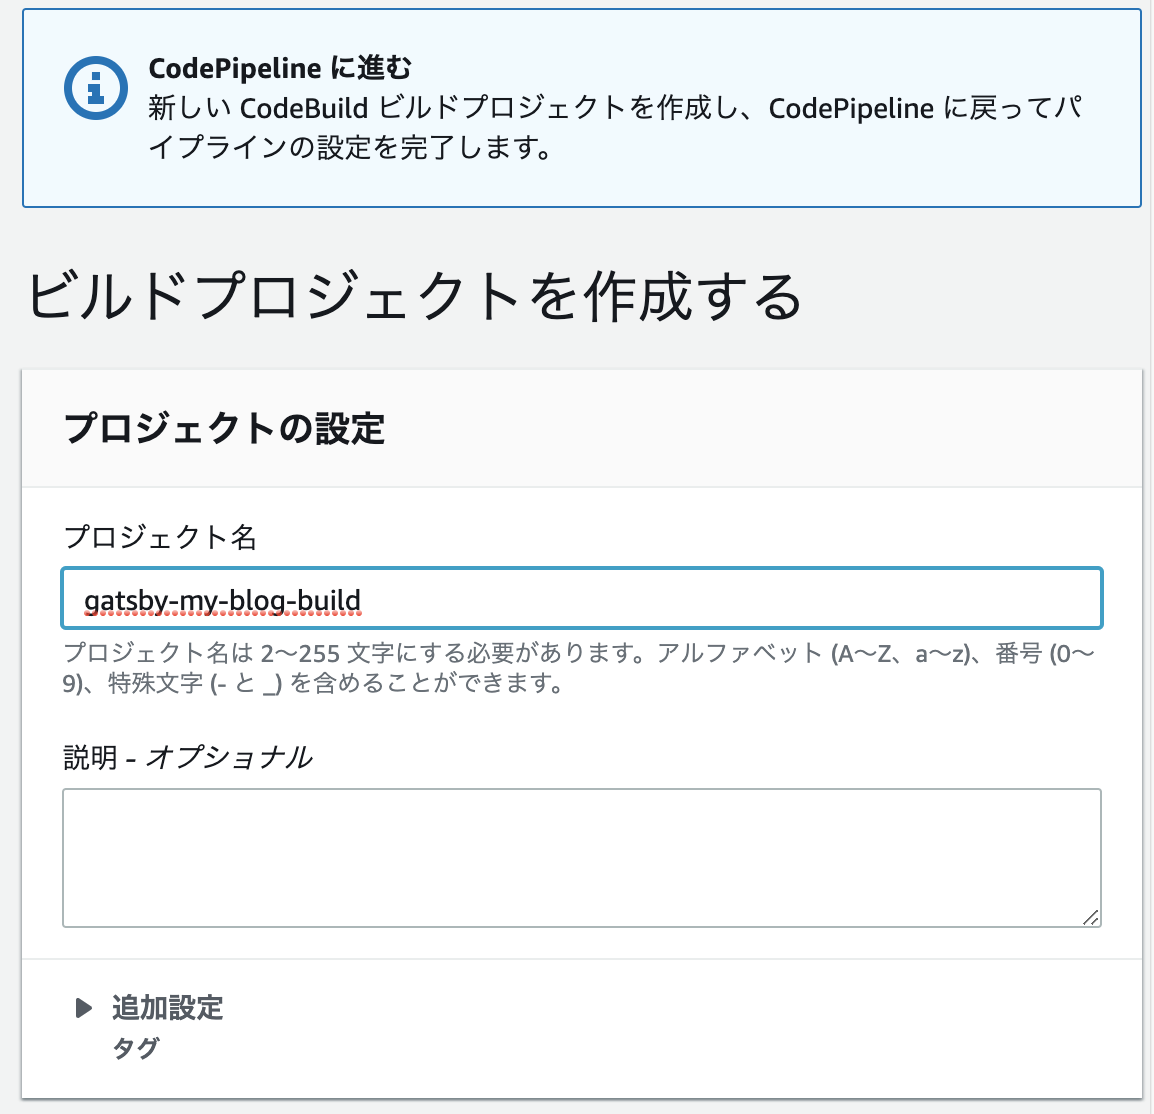 CodePipeline に進む
新しい CodeBuild ビルドプロジェクトを作成し、CodePipeline に戻ってパ
イプラインの設定を完了します。
ビルドプロジェクトを作成する
プロジェクトの設定
プロジェクト名
gatsby-my-blog-build
プロジェクト名は 2〜255 文字にする必要があります。アルファベット (A〜Z、a〜z)、番号 (0〜
9)、特殊文字 (- と _) を含めることができます。
説明 - オプショナル
追加設定
タグ